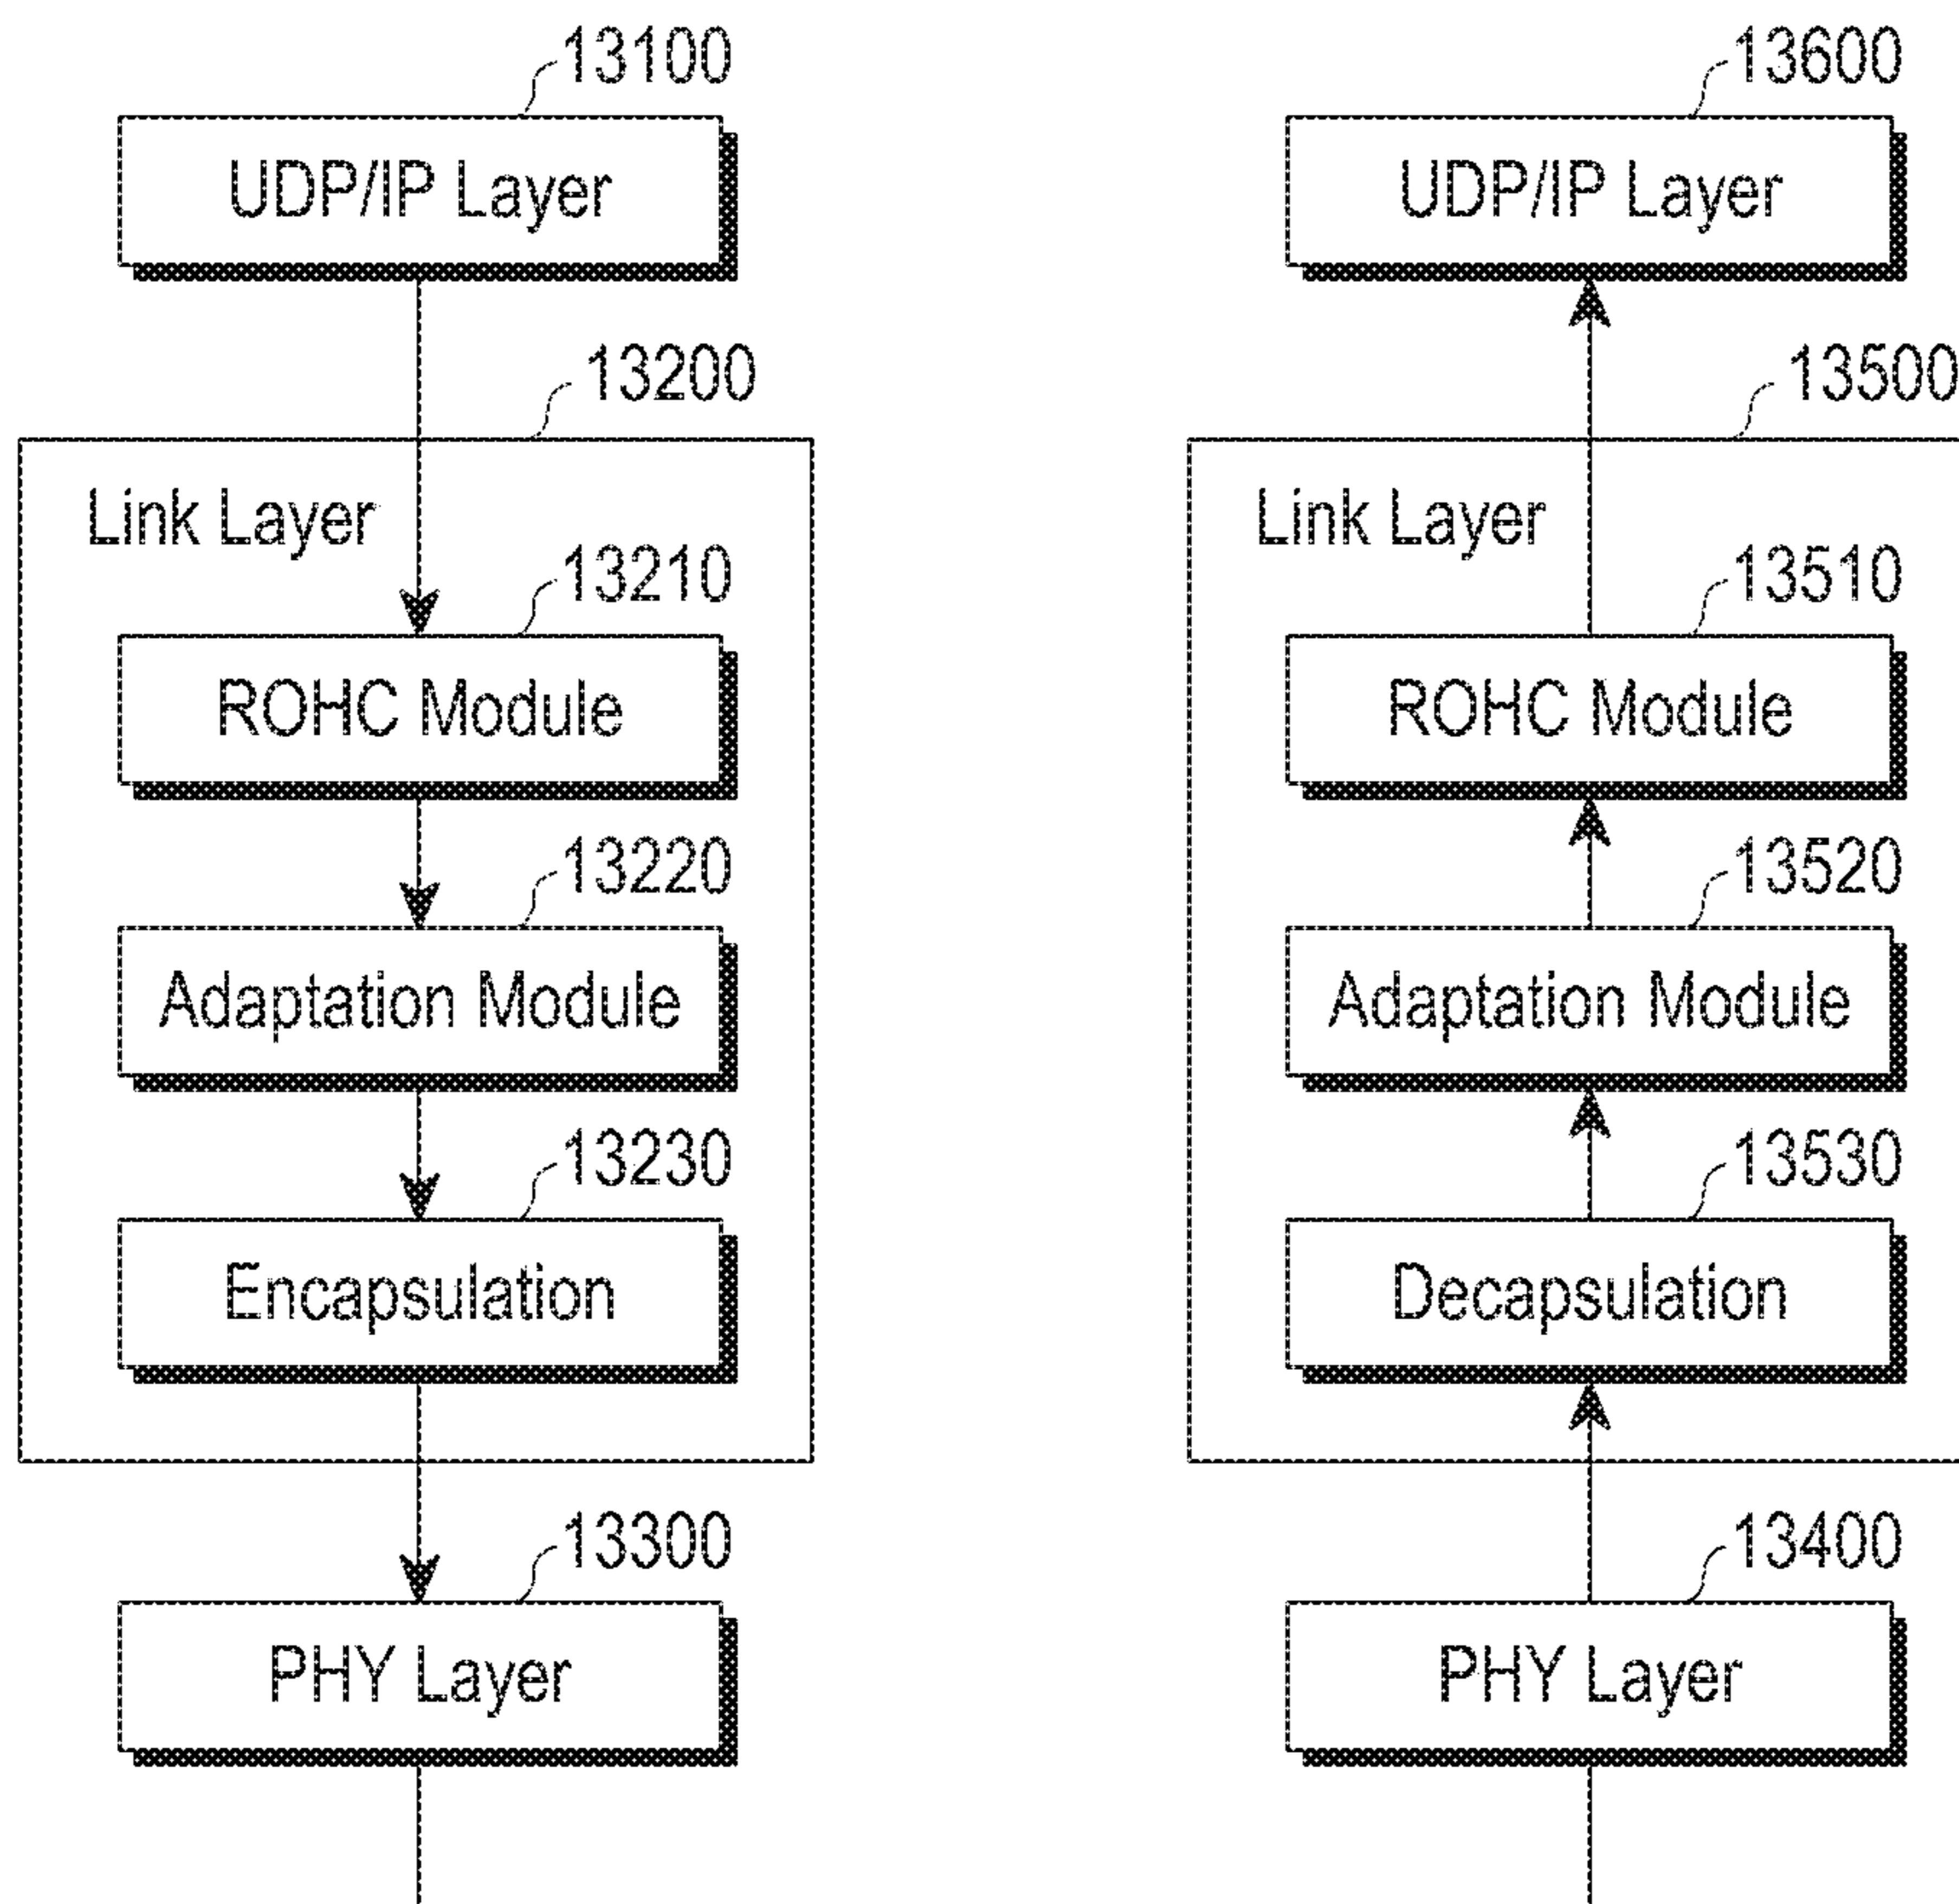 13100
UDP/IP Layer
13200
Link Layer
13210
ROHC Module
13220
Adaptation Module
13230
Encapsulation
13300
PHY Layer
13600
UDP/IP Layer
13500
Link Layer
13510
ROHC Module
13520
Adaptation Module
13530
Decapsulation
13400
PHY Layer